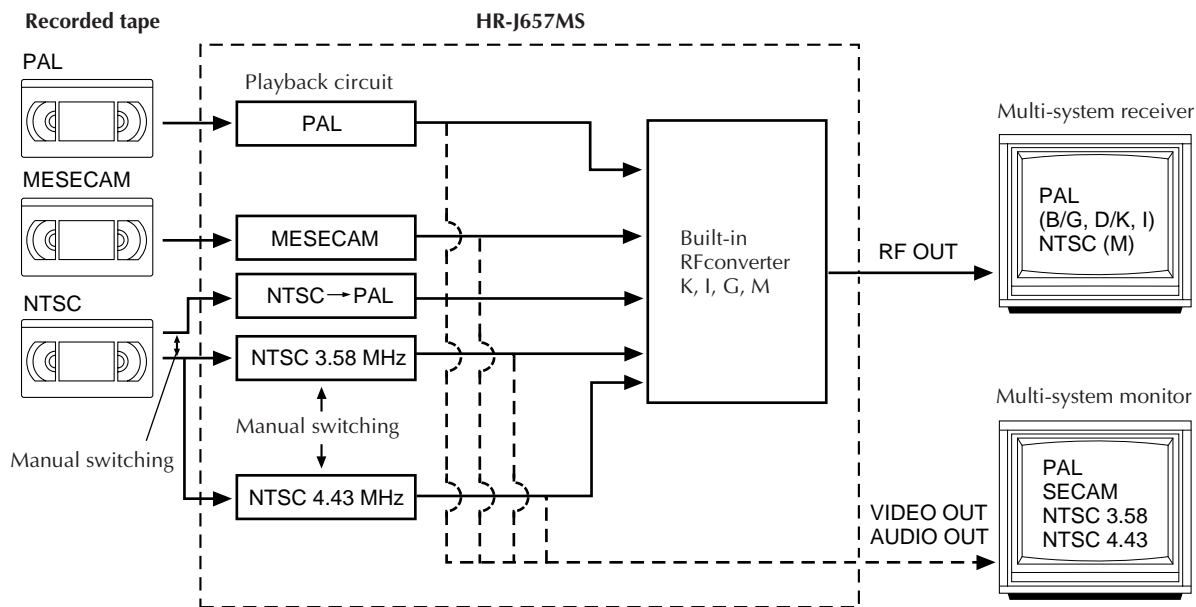 Recorded tape
HR-J657MS
PAL
Playback circuit
PAL
Multi-system receiver
MESECAM
MESECAM
PAL
(B/G, D/K, I)
NTSC (M)
Built-in
RFconverter
K, I, G, M
RF OUT
NTSC→PAL
NTSC
NTSC 3.58 MHz
Manual switching
Manual switching
NTSC 4.43 MHz
Multi-system monitor
PAL
SECAM
NTSC 3.58
NTSC 4.43
VIDEO OUT
AUDIO OUT